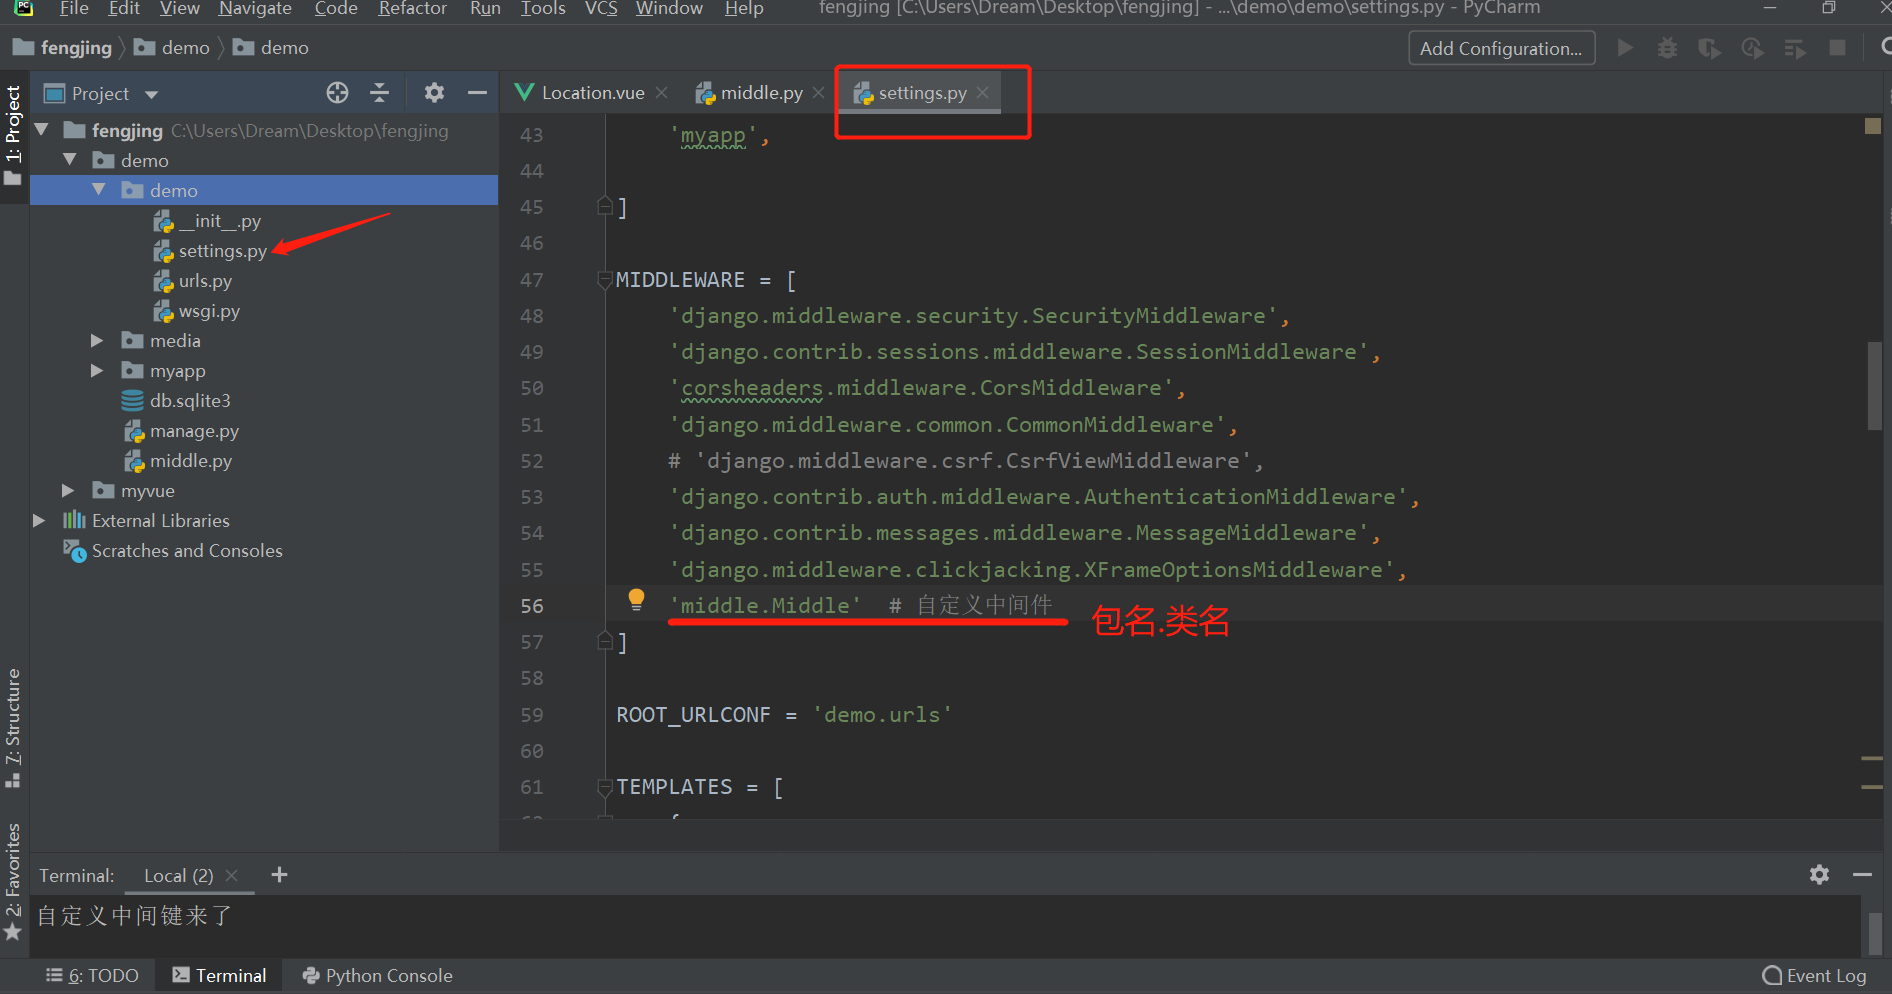 File Edit View Navigate Code Refactor Run Tools VCS Window Help fengjing [C:\Users\Dream\Desktop\fengjing] - ...\demo\demo\settings.py - PyCharm
fengjing demo demo Add Configuration...
1: Project
Project
Location.vue middle.py settings.py
fengjing C:\Users\Dream\Desktop\fengjing
demo
demo
__init__.py
settings.py
urls.py
wsgi.py
media
myapp
db.sqlite3
manage.py
middle.py
myvue
External Libraries
Scratches and Consoles
43 'myapp',
44
45 ]
46
47 MIDDLEWARE = [
48 'django.middleware.security.SecurityMiddleware',
49 'django.contrib.sessions.middleware.SessionMiddleware',
50 'corsheaders.middleware.CorsMiddleware',
51 'django.middleware.common.CommonMiddleware',
52 # 'django.middleware.csrf.CsrfViewMiddleware',
53 'django.contrib.auth.middleware.AuthenticationMiddleware',
54 'django.contrib.messages.middleware.MessageMiddleware',
55 'django.middleware.clickjacking.XFrameOptionsMiddleware',
56 'middle.Middle' # 自定义中间件
包名.类名
57 ]
58
59 ROOT_URLCONF = 'demo.urls'
60
61 TEMPLATES = [
{
7: Structure
2: Favorites
Terminal: Local (2) +
自定义中间键来了
6: TODO Terminal Python Console Event Log